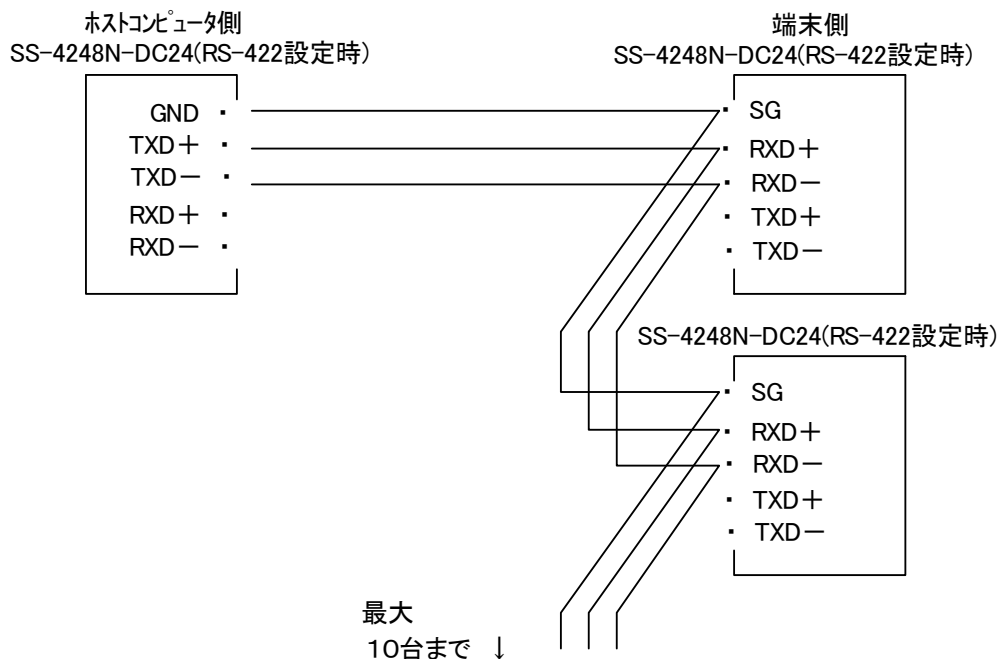 ﾎｽﾄｺﾝﾋﾟｭｰﾀ側
SS-4248N-DC24(RS-422設定時)
GND
TXD＋
TXD－
RXD＋
RXD－
端末側
SS-4248N-DC24(RS-422設定時)
SG
RXD＋
RXD－
TXD＋
TXD－
SS-4248N-DC24(RS-422設定時)
SG
RXD＋
RXD－
TXD＋
TXD－
最大
１０台まで ↓